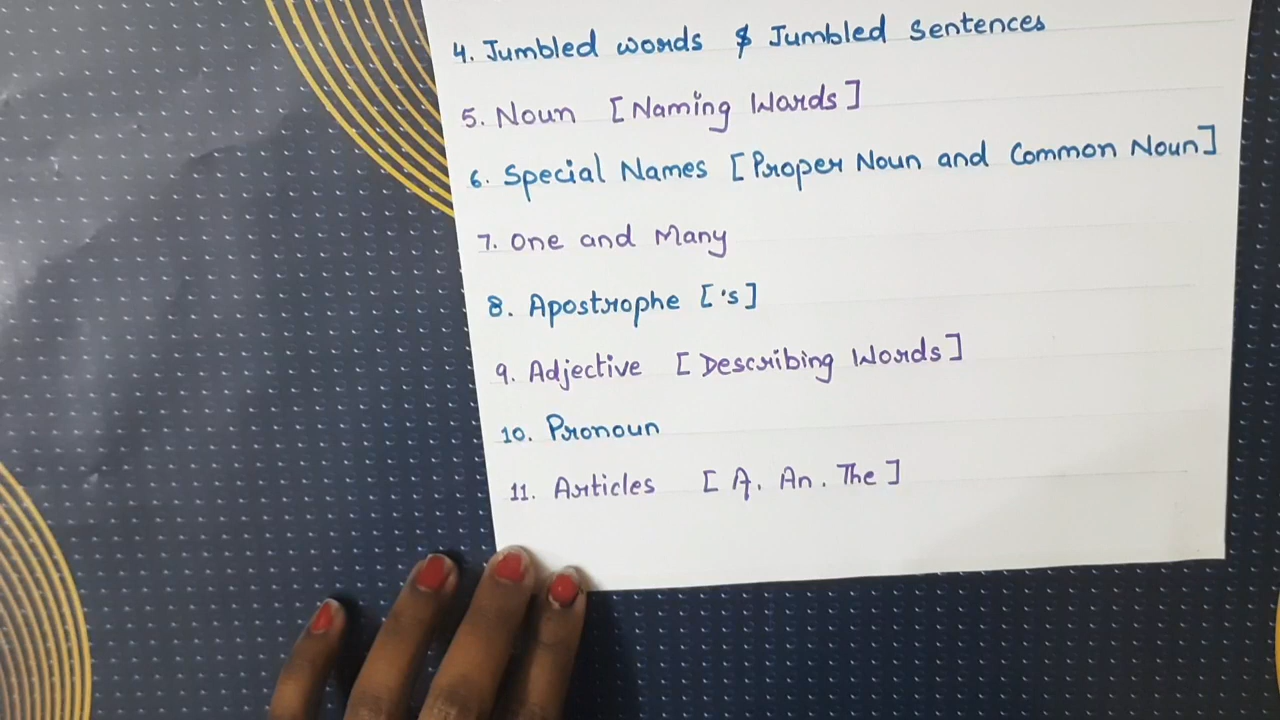 4. Jumbled words & Jumbled Sentences
5. Noun [Naming Words]
6. Special Names [Proper Noun and Common Noun]
7. One and Many
8. Apostrophe ['s]
9. Adjective [Describing Words]
10. Pronoun
11. Articles [A. An. The]